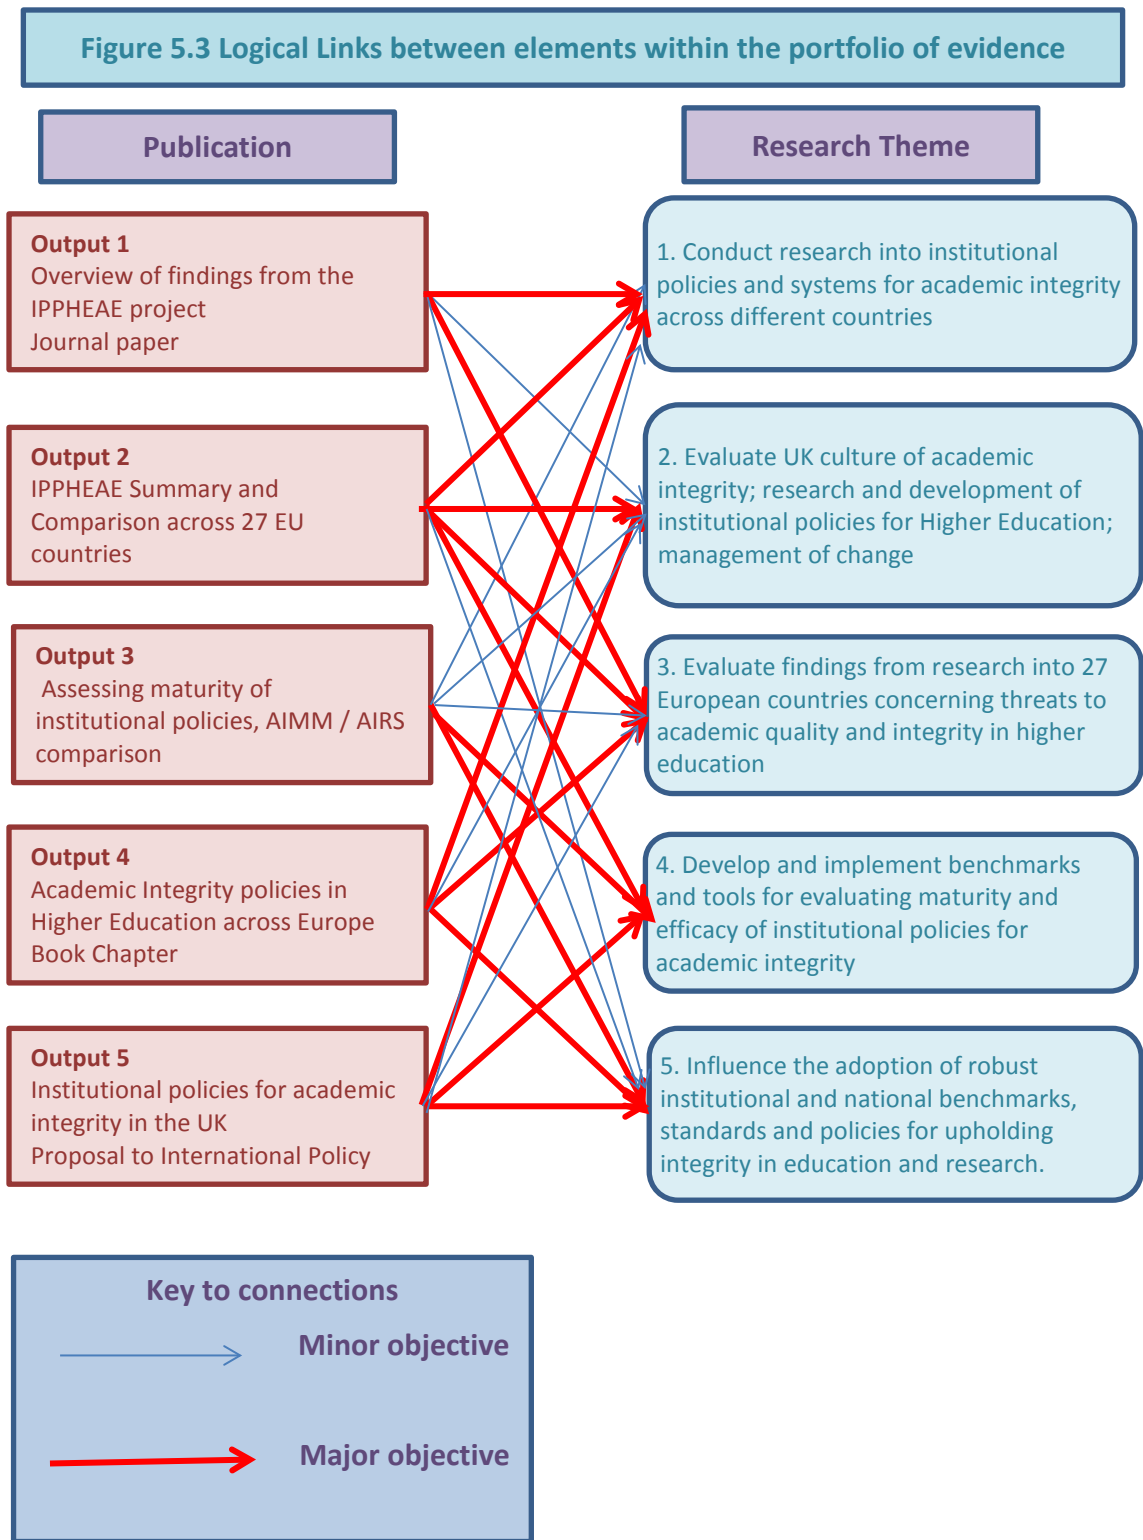 Figure 5.3 Logical Links between elements within the portfolio of evidence
Publication
Research Theme
Output 1
Overview of findings from the
IPPHEAE project
Journal paper
Output 2
IPPHEAE Summary and
Comparison across 27 EU
countries
Output 3
Assessing maturity of
institutional policies, AIMM / AIRS
comparison
Output 4
Academic Integrity policies in
Higher Education across Europe
Book Chapter
Output 5
Institutional policies for academic
integrity in the UK
Proposal to International Policy
1. Conduct research into institutional
policies and systems for academic integrity
across different countries
2. Evaluate UK culture of academic
integrity; research and development of
institutional policies for Higher Education;
management of change
3. Evaluate findings from research into 27
European countries concerning threats to
academic quality and integrity in higher
education
4. Develop and implement benchmarks
and tools for evaluating maturity and
efficacy of institutional policies for
academic integrity
5. Influence the adoption of robust
institutional and national benchmarks,
standards and policies for upholding
integrity in education and research.
Key to connections
Minor objective
Major objective